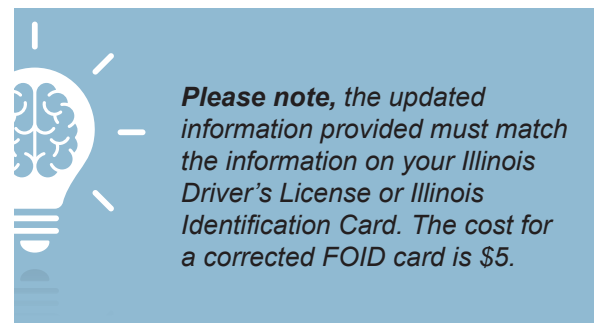 Please note, the updated
information provided must match
the information on your Illinois
Driver's License or Illinois
Identification Card. The cost for
a corrected FOID card is $5.